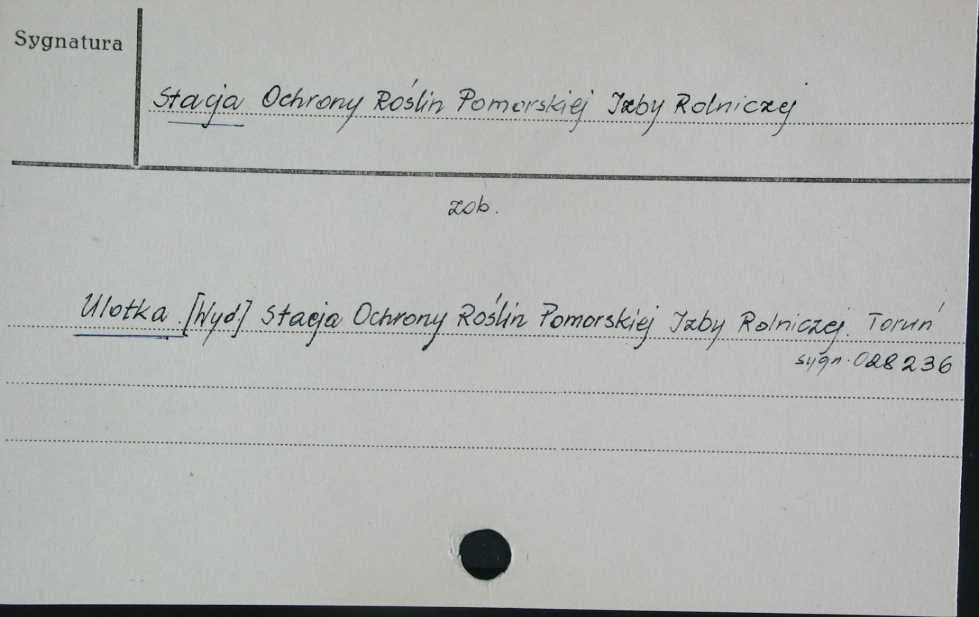 Sygnatura
Stacja Ochrony Roślin Pomorskiej Izby Rolniczej
zob.
Ulotka. [Wyd.] Stacja Ochrony Roślin Pomorskiej Izby Rolniczej. Toruń
sygn. 028236